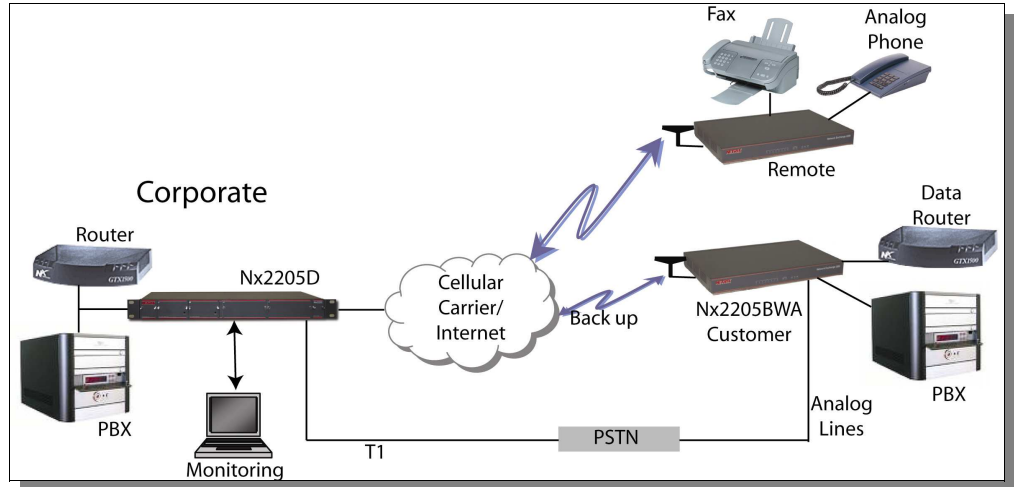 Fax
Analog
Phone
Remote
Corporate
Router
GTX1500
Nx2205D
PBX
Monitoring
Cellular
Carrier/
Internet
Back up
Data
Router
GTX1500
Nx2205BWA
Customer
PBX
Analog
Lines
T1
PSTN